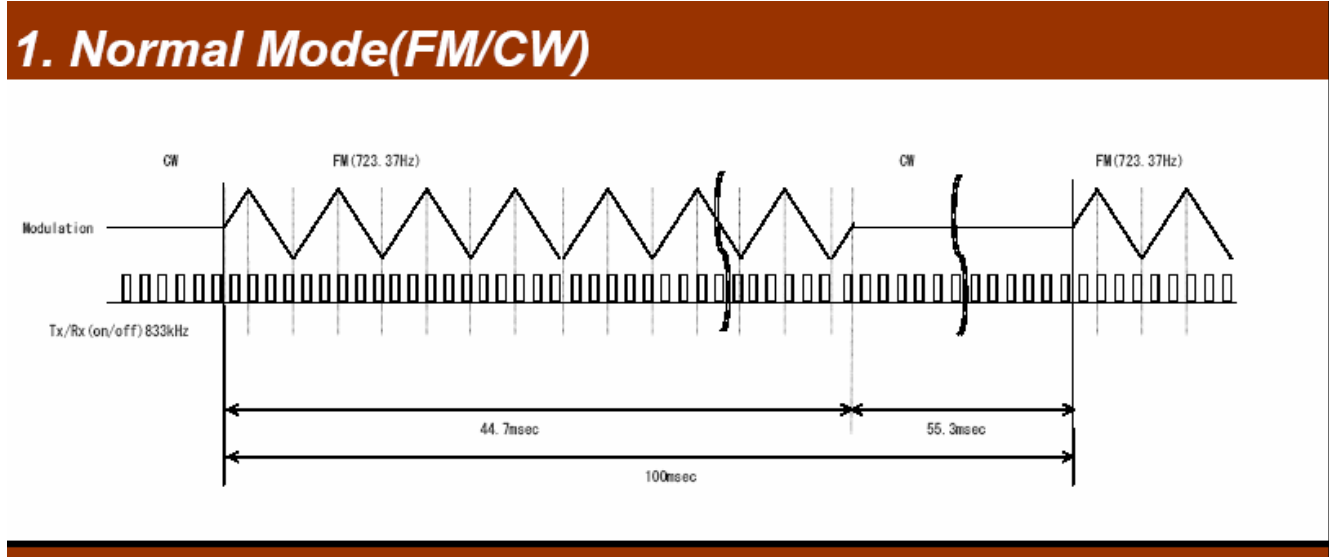 1. Normal Mode(FM/CW)
CW
FM(723.37Hz)
CW
FM(723.37Hz)
Modulation
Tx/Rx(on/off)833kHz
44.7msec
55.3msec
100msec